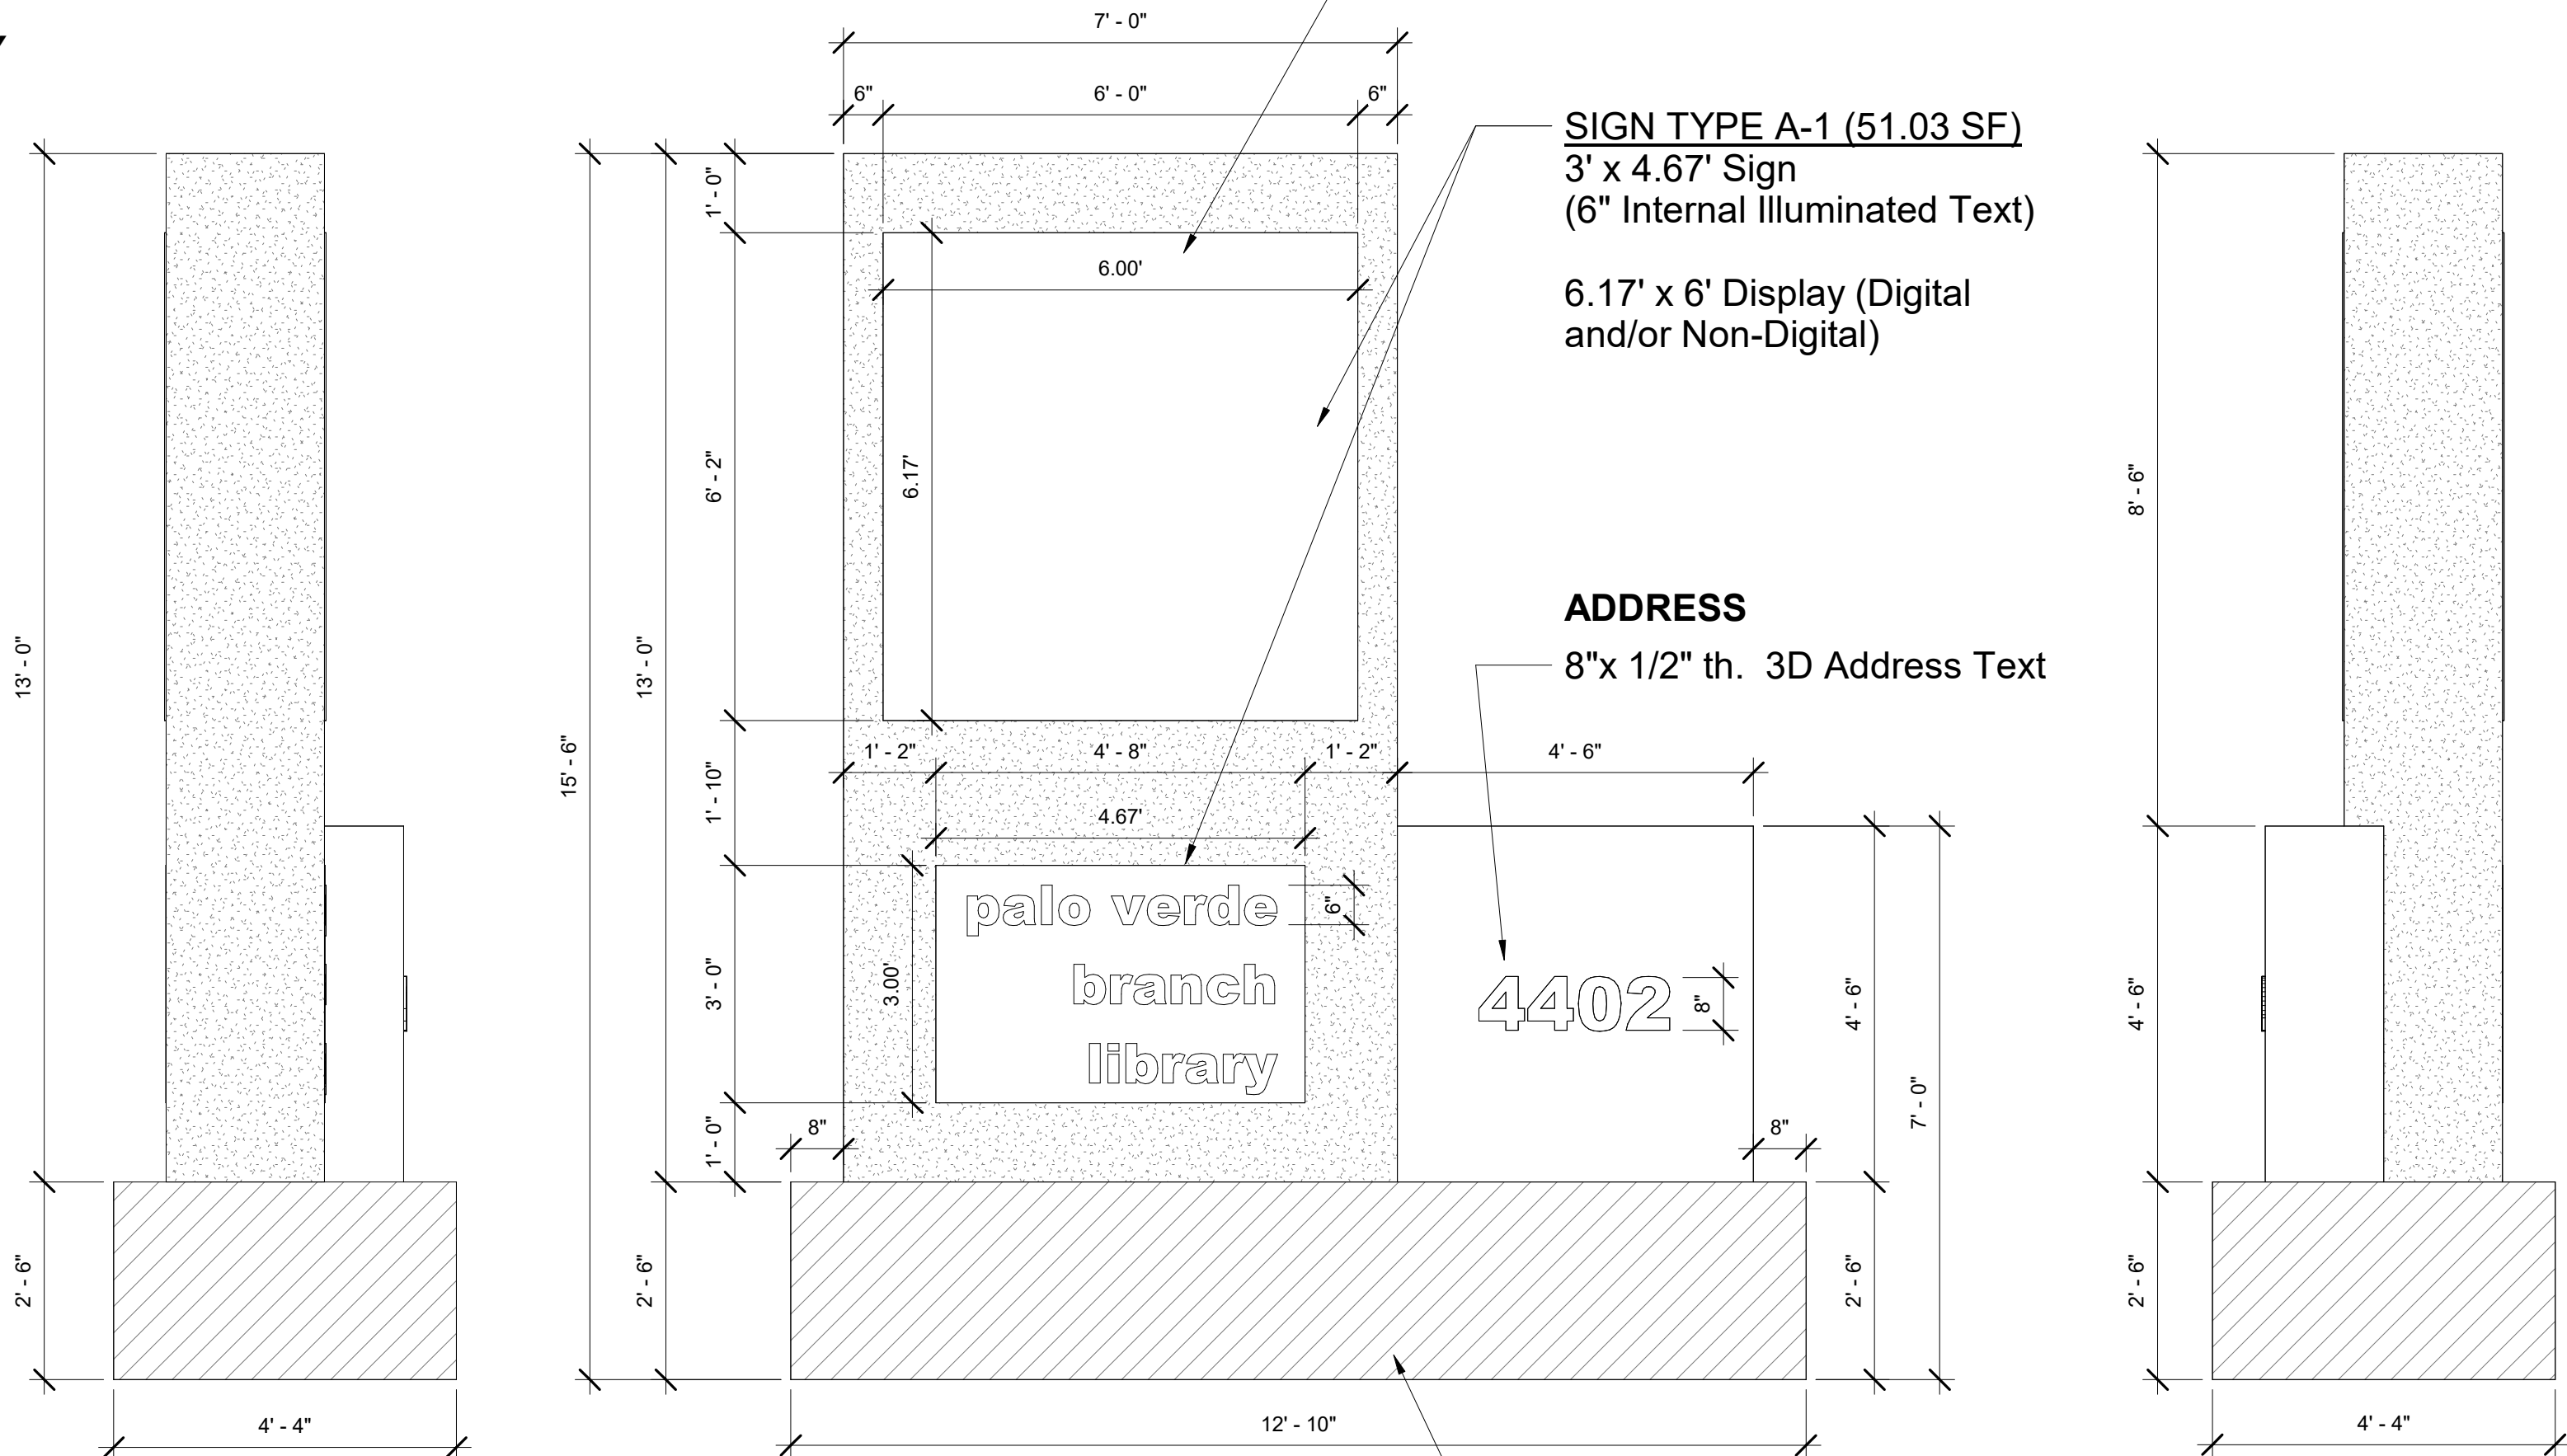 7' - 0"
6" 6' - 0" 6"
SIGN TYPE A-1 (51.03 SF)
3' x 4.67' Sign
(6" Internal Illuminated Text)
6.17' x 6' Display (Digital
and/or Non-Digital)
ADDRESS
8"x 1/2" th. 3D Address Text
13' - 0"
2' - 6"
4' - 4"
15' - 6"
13' - 0"
2' - 6"
1' - 0"
6' - 2"
1' - 10"
3' - 0"
1' - 0"
6.00'
6.17'
1' - 2" 4' - 8" 1' - 2" 4' - 6"
4.67'
3.00'
palo verde
branch
library
6"
4402
8"
8"
8"
4' - 6"
2' - 6"
7' - 0"
12' - 10"
8' - 6"
4' - 6"
2' - 6"
4' - 4"